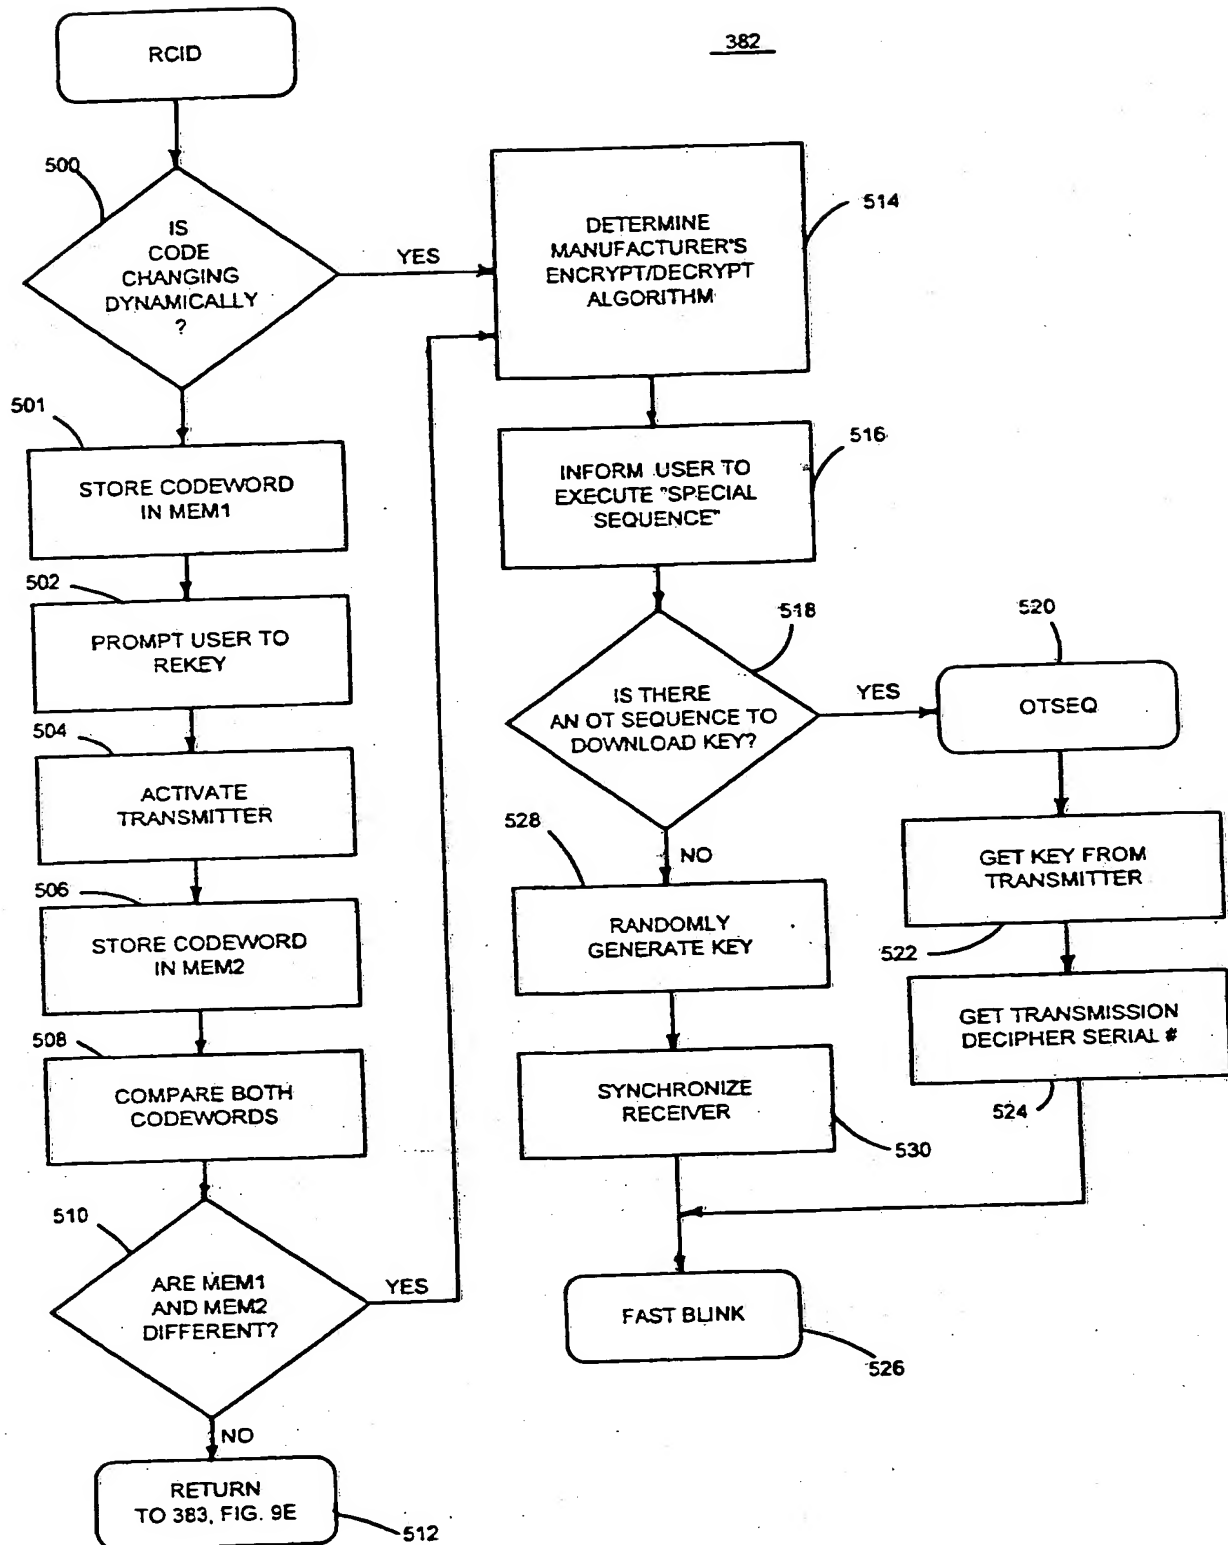 RCID
382
500
IS
CODE
CHANGING
DYNAMICALLY
?
YES
501
STORE CODEWORD
IN MEM1
502
PROMPT USER TO
REKEY
504
ACTIVATE
TRANSMITTER
506
STORE CODEWORD
IN MEM2
508
COMPARE BOTH
CODEWORDS
510
ARE MEM1
AND MEM2
DIFFERENT?
YES
NO
RETURN
TO 383, FIG. 9E
512
514
DETERMINE
MANUFACTURER'S
ENCRYPT/DECRYPT
ALGORITHM
516
INFORM USER TO
EXECUTE "SPECIAL
SEQUENCE"
518
IS THERE
AN OT SEQUENCE TO
DOWNLOAD KEY?
YES
NO
520
OTSEQ
GET KEY FROM
TRANSMITTER
522
GET TRANSMISSION
DECIPHER SERIAL #
524
528
RANDOMLY
GENERATE KEY
SYNCHRONIZE
RECEIVER
530
FAST BLINK
526